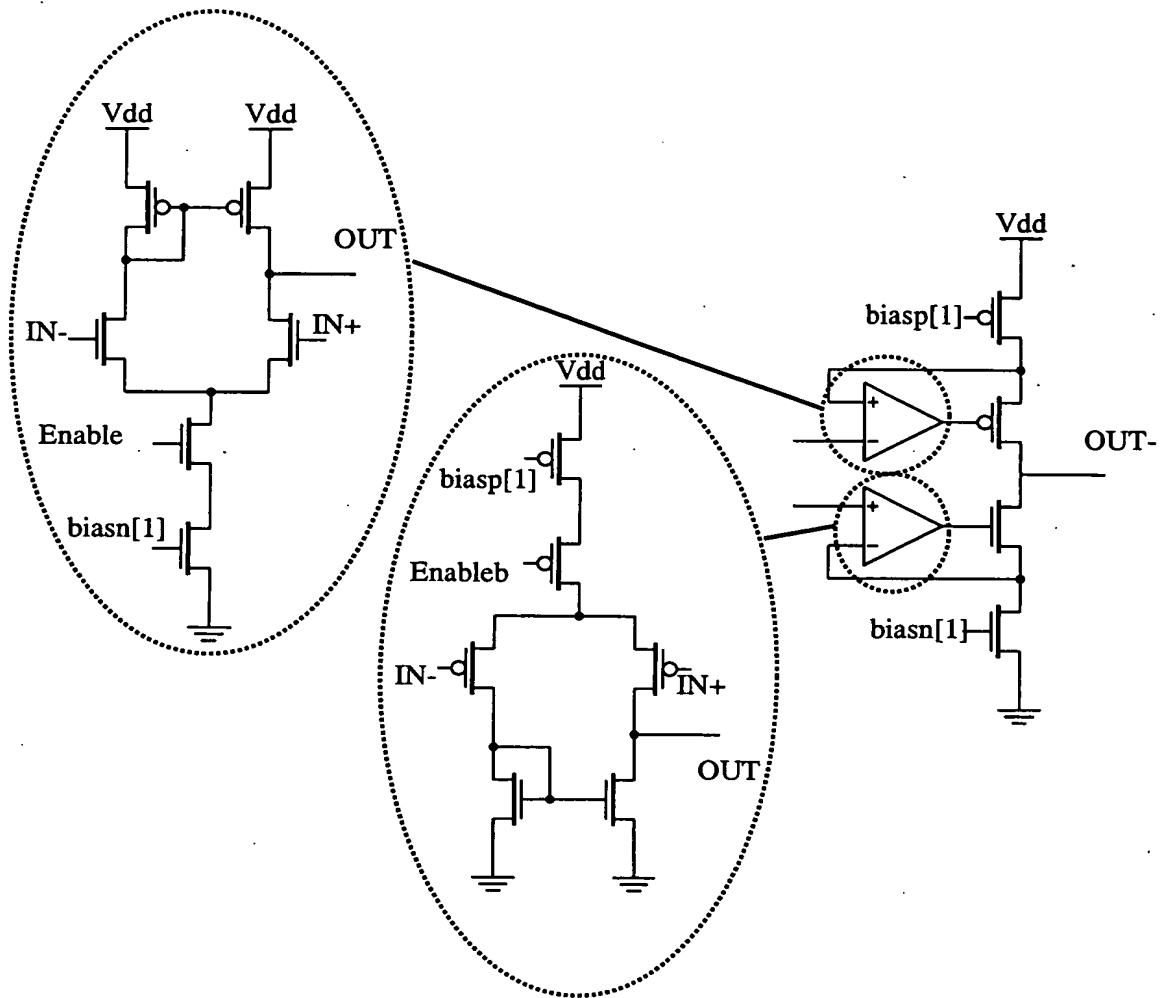 Vdd Vdd
OUT
IN- IN+
Enable
biasn[1]
Vdd
biasp[1]
Enableb
IN- IN+
OUT
Vdd
biasp[1]
+
-
OUT-
+
-
biasn[1]